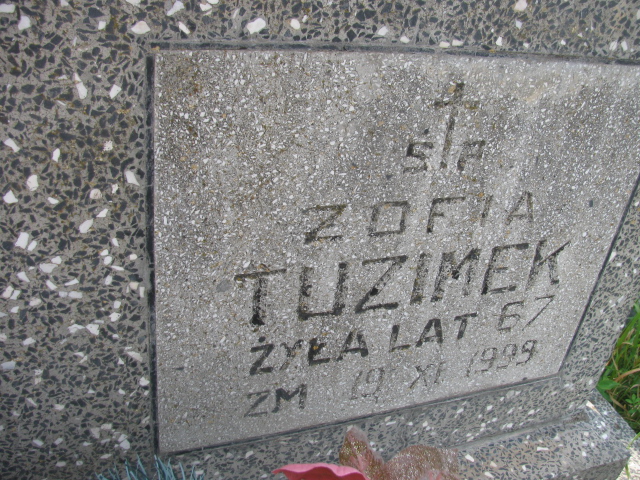 ś p
ZOFIA
TUZIMEK
ŻYŁA LAT 67
ZM 19 XI 1999